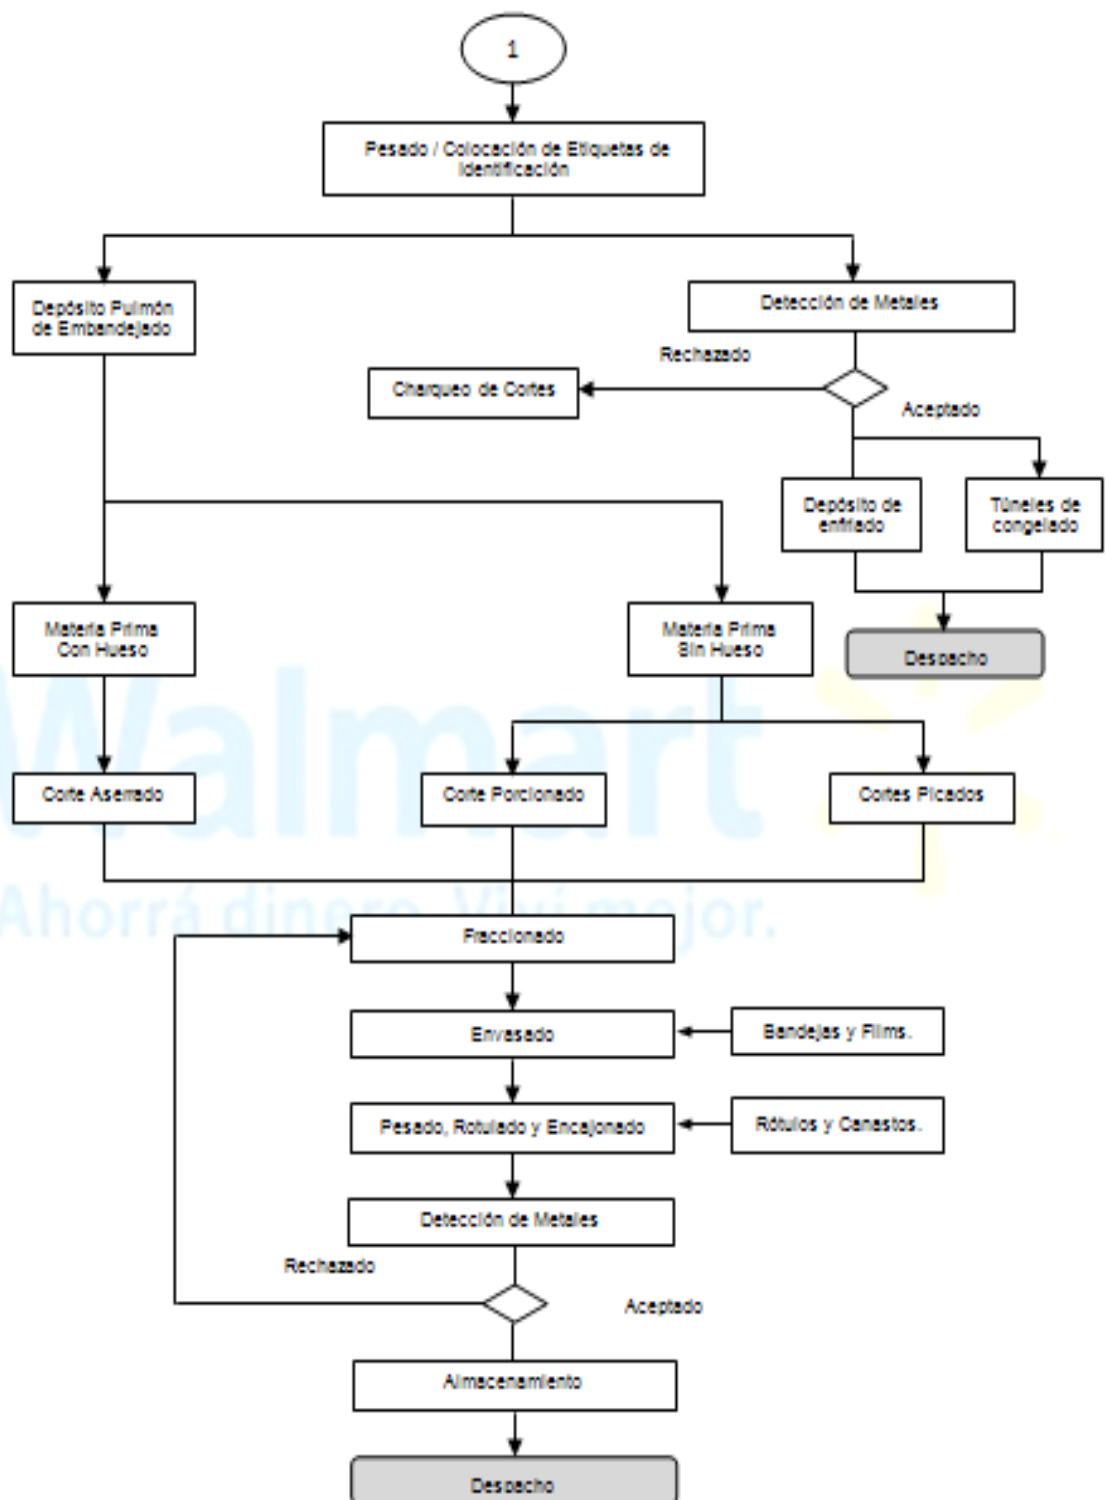 1
Pesado / Colocación de Etiquetas de
Identificación
Depósito Pulmón
de Embandejado
Detección de Metales
Rechazado
Charqueo de Cortes
Aceptado
Depósito de
enfriado
Túneles de
congelado
Materia Prima
Con Hueso
Materia Prima
Sin Hueso
Despacho
Walmart
Corte Aserrado
Corte Porcionado
Cortes Picados
Ahorrá dinero. Viví mejor.
Fraccionado
Envasado
Bandejas y Films.
Pesado, Rotulado y Encajonado
Rótulos y Canastos.
Detección de Metales
Rechazado
Aceptado
Almacenamiento
Despacho